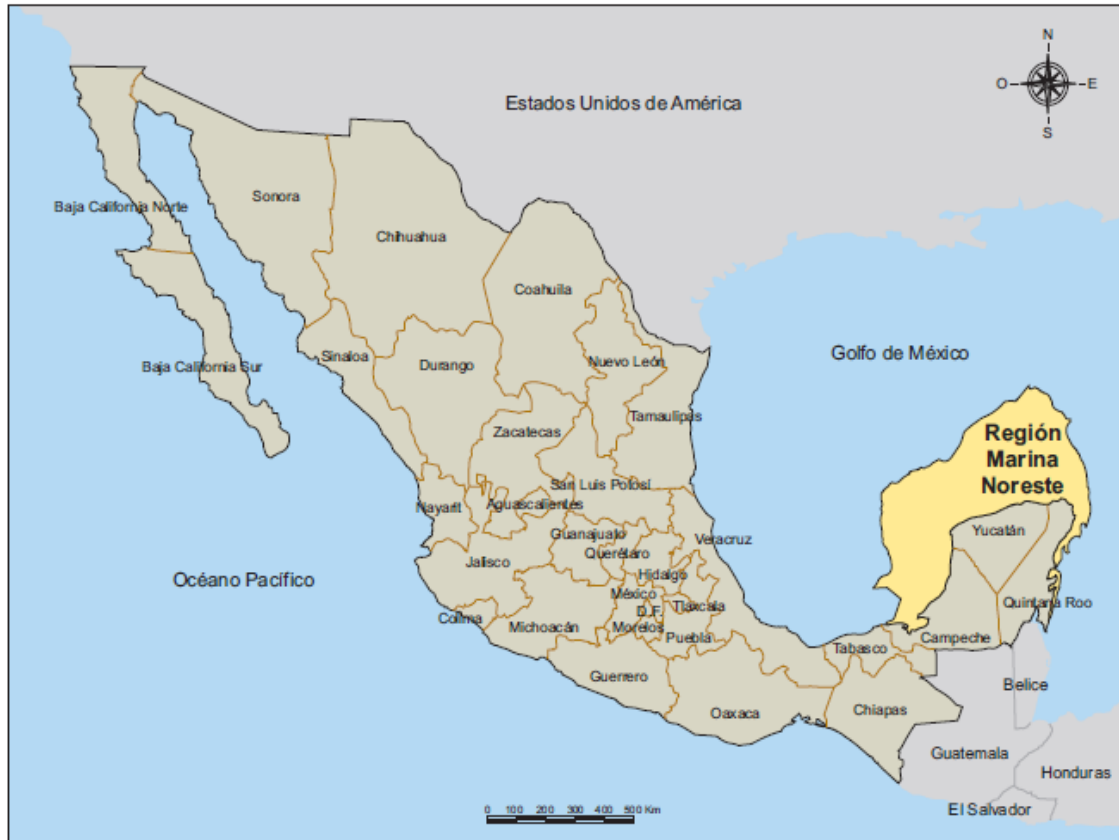 N
Estados Unidos de América
O
E
S
Sonora
Baja California Norte
Chihuahua
Coahuila
Golfo de México
Sinaloa
Durango
Nuevo León
Baja California Sur
Tamaulipas
Zacatecas
Región
Marina
Noreste
San Luis Potosí
Nayarit
Aguascalientes
Yucatán
Guanajuato
Veracruz
Querétaro
Jalisco
Hidalgo
Océano Pacífico
México
Quintana Roo
D.F.
Tlaxcala
Colima
Michoacán
Morelos
Puebla
Campeche
Tabasco
Guerrero
Belice
Oaxaca
Chiapas
Guatemala
Honduras
0 100 200 300 400 500 Km
El Salvador